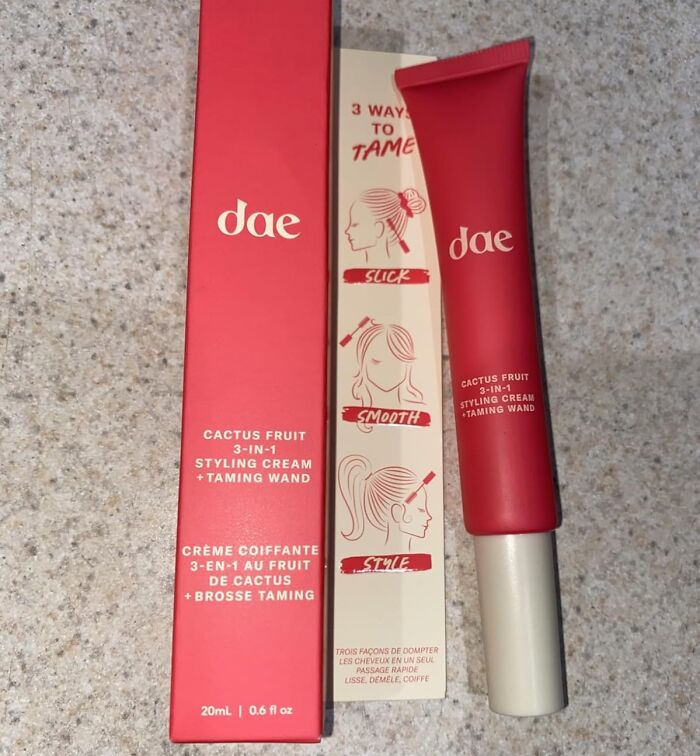 dae
CACTUS FRUIT
3-IN-1
STYLING CREAM
+ TAMING WAND
CRÈME COIFFANTE
3-EN-1 AU FRUIT
DE CACTUS
+ BROSSE TAMING
20mL | 0.6 fl oz
3 WAYS
TO
TAME
SLICK
SMOOTH
STYLE
TROIS FAÇONS DE DOMPTER
LES CHEVEUX EN UN SEUL
PASSAGE RAPIDE
LISSE, DÉMÊLE, COIFFE
dae
CACTUS FRUIT
3-IN-1
STYLING CREAM
+ TAMING WAND